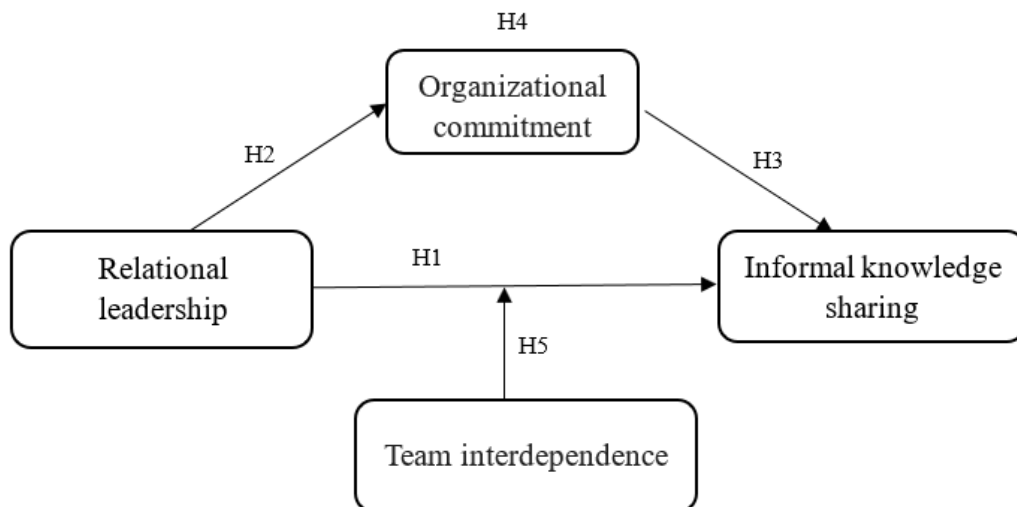 H4
Organizational
commitment
H2
H3
Relational
leadership
H1
Informal knowledge
sharing
H5
Team interdependence